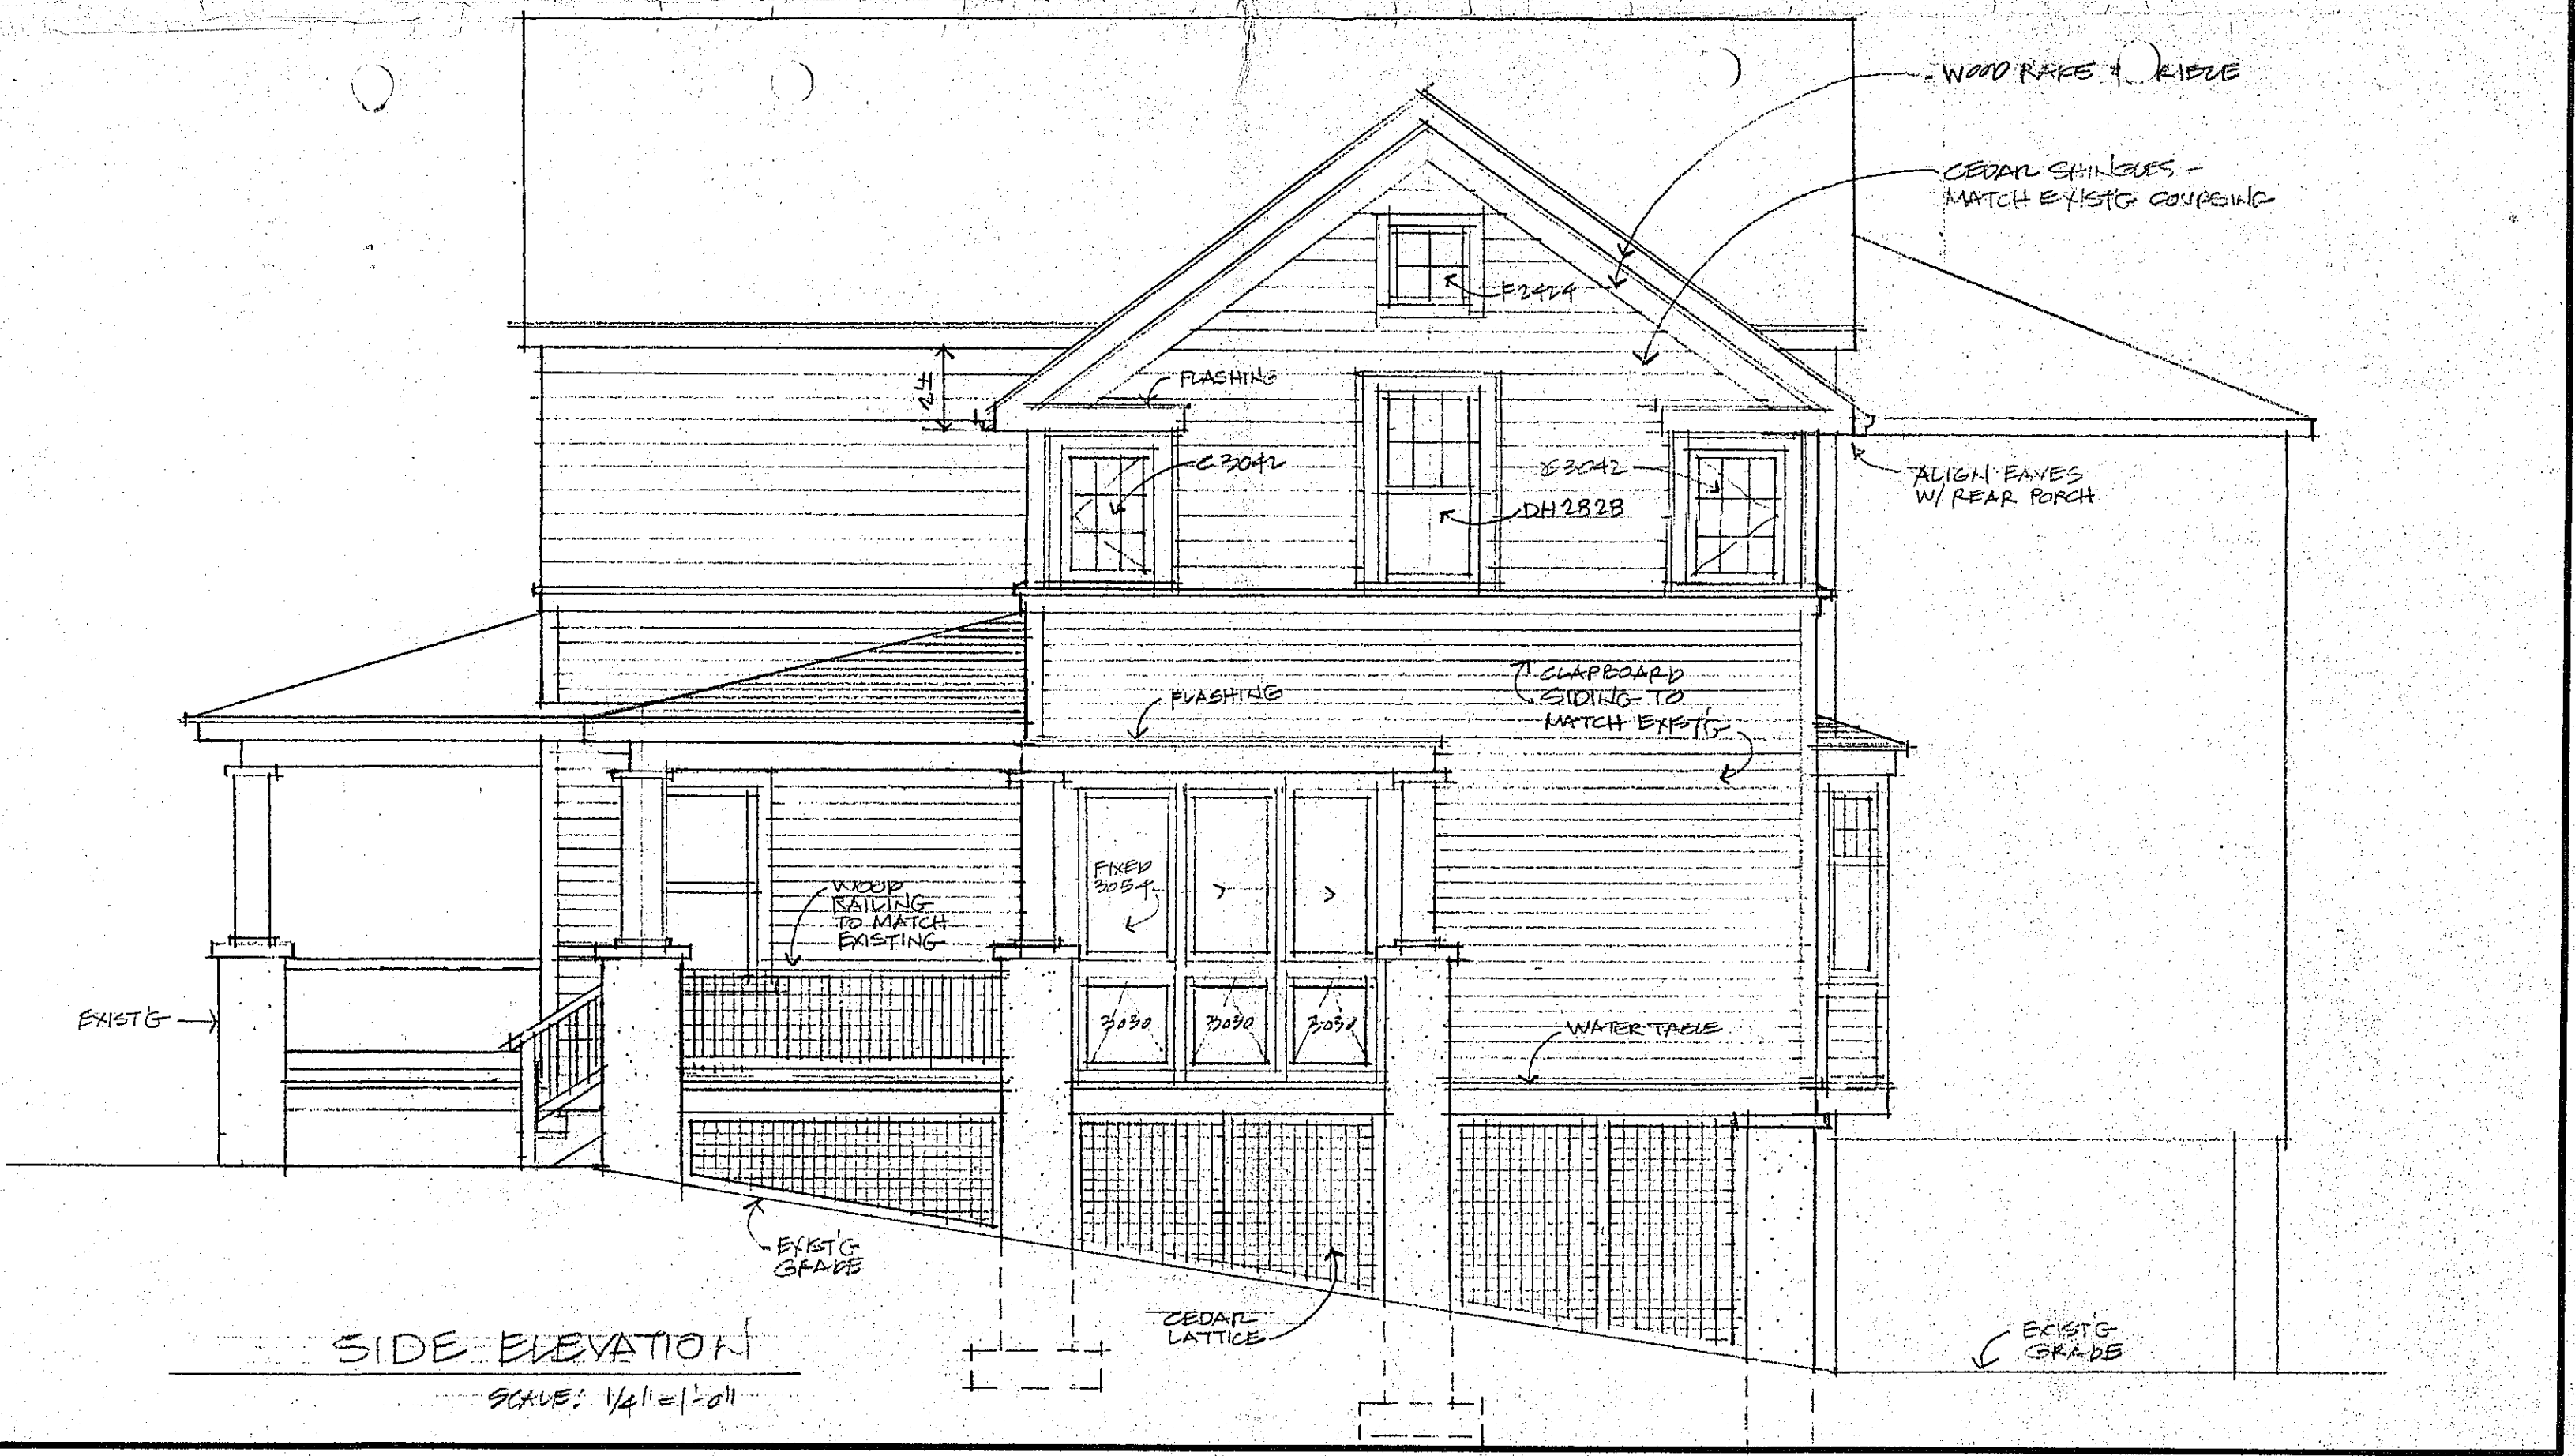 WOOD RAKE &
CEDAR SHINGLES -
MATCH EXIST'G COURSING
F2424
24
FLASHING
C3042
C3042
DH2828
ALIGN EAVES
W/ REAR PORCH
CLAPBOARD
SIDING TO
MATCH EXIST'G
FLASHING
FIXED
3054
WOOD
RAILING
TO MATCH
EXISTING
EXIST'G
3030
3030
3030
WATER TABLE
EXIST'G
GRADE
CEDAR
LATTICE
EXIST'G
GRADE
SIDE ELEVATION
SCALE: 1/4"=1'-0"